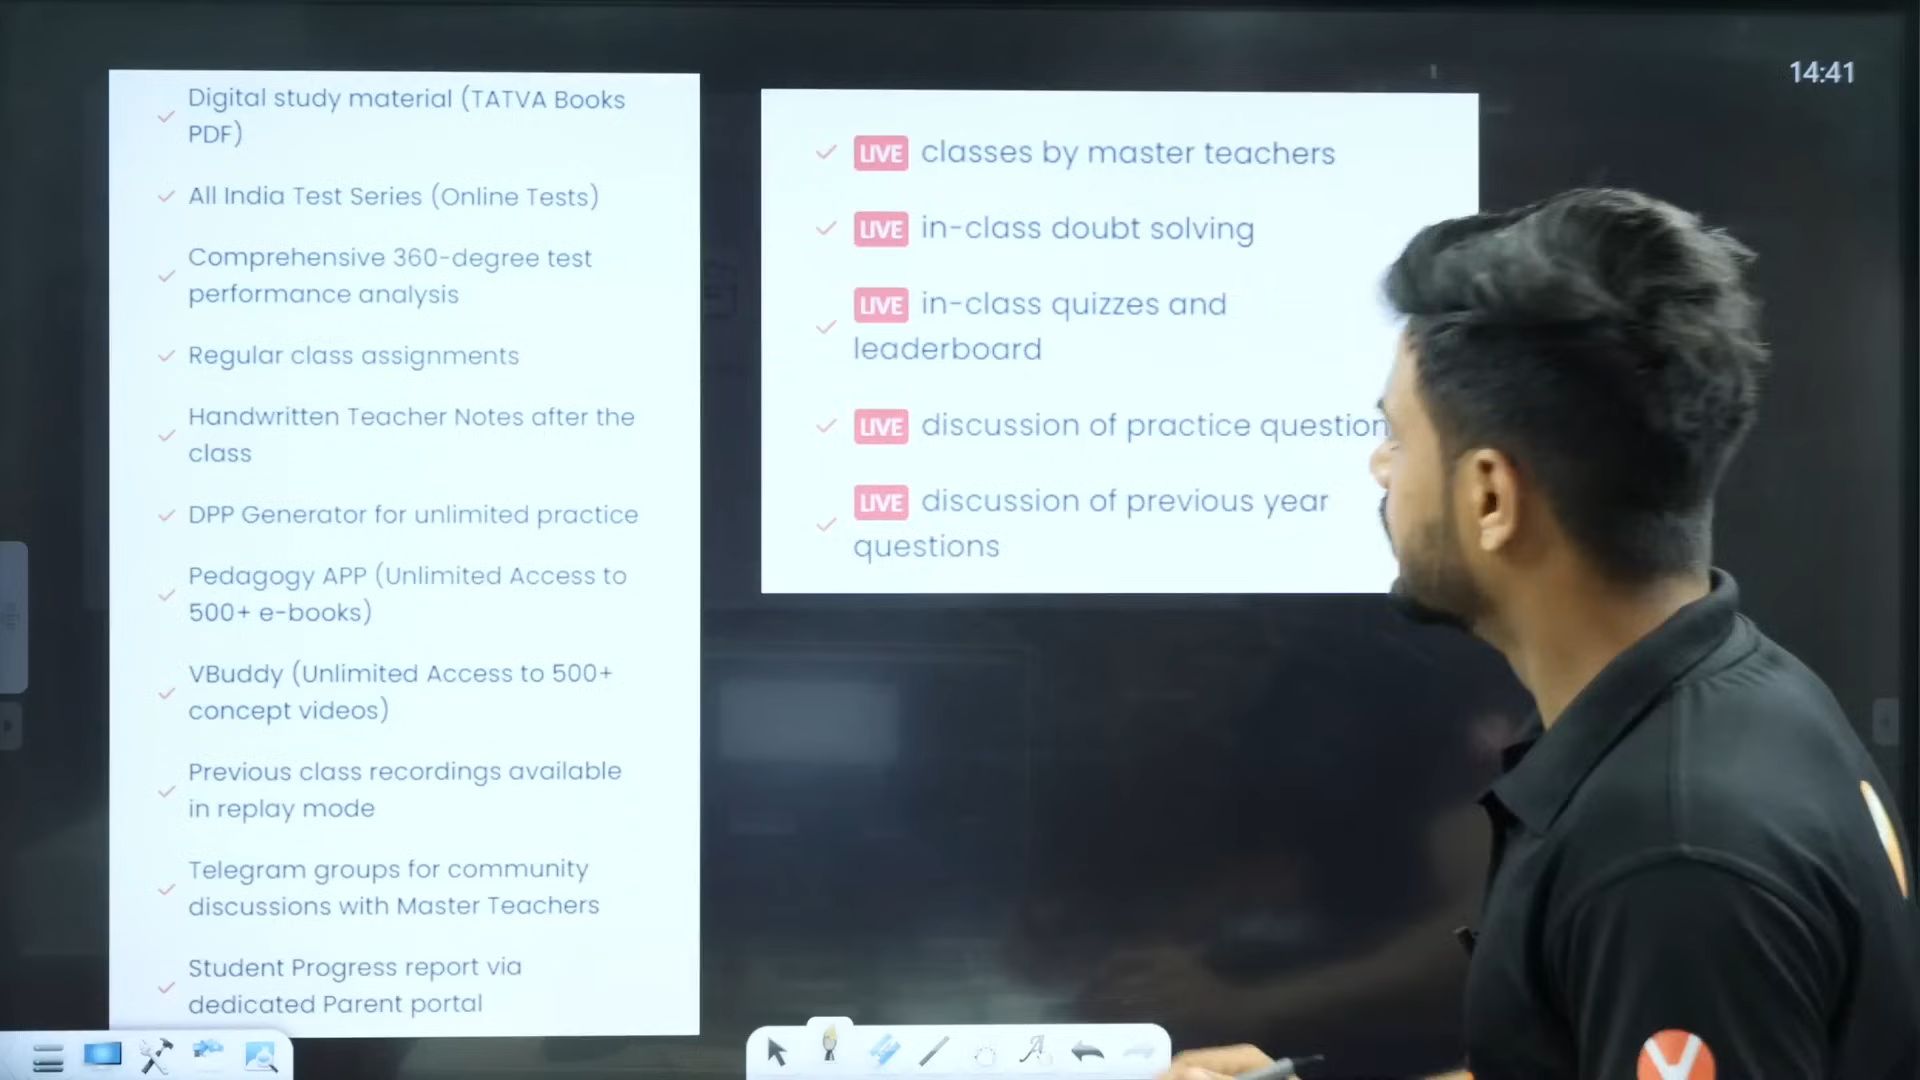 Digital study material (TATVA Books
PDF)
All India Test Series (Online Tests)
Comprehensive 360-degree test
performance analysis
Regular class assignments
Handwritten Teacher Notes after the
class
DPP Generator for unlimited practice
Pedagogy APP (Unlimited Access to
500+ e-books)
VBuddy (Unlimited Access to 500+
concept videos)
Previous class recordings available
in replay mode
Telegram groups for community
discussions with Master Teachers
Student Progress report via
dedicated Parent portal
LIVE classes by master teachers
LIVE in-class doubt solving
LIVE in-class quizzes and
leaderboard
LIVE discussion of practice question
LIVE discussion of previous year
questions
14:41